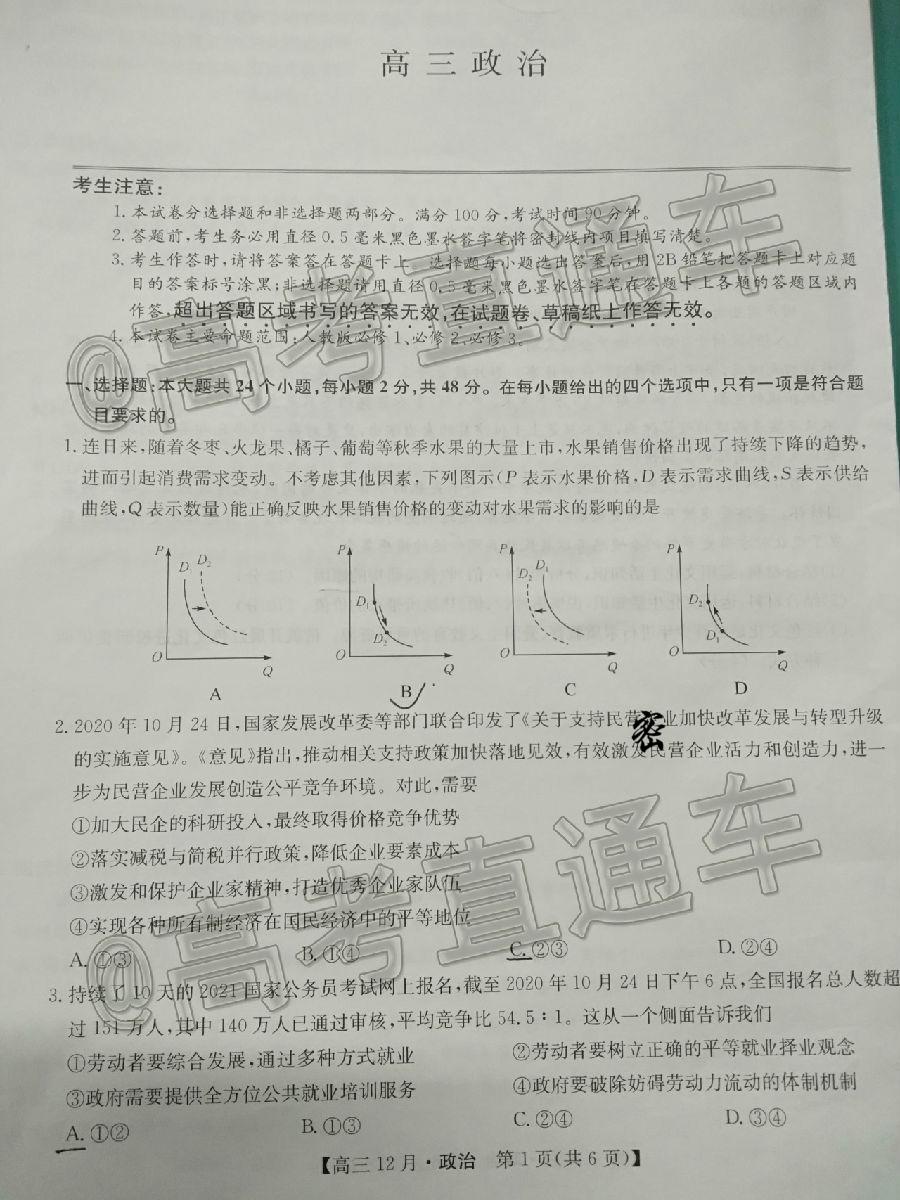 高三政治
考生注意：
1. 本试卷分选择题和非选择题两部分。满分 100 分，考试时间 90 分钟。
2. 答题前，考生务必用直径 0.5 毫米黑色墨水签字笔将密封线内项目填写清楚。
3. 考生作答时，请将答案答在答题卡上。选择题每小题选出答案后，用 2B 铅笔把答题卡上对应题
目的答案标号涂黑；非选择题请用直径 0.5 毫米黑色墨水签字笔在答题卡上各题的答题区域内
作答，超出答题区域书写的答案无效，在试题卷、草稿纸上作答无效。
4. 本试卷主要命题范围：人教版必修 1、必修 2、必修 3。
一、选择题：本大题共 24 个小题，每小题 2 分，共 48 分。在每小题给出的四个选项中，只有一项是符合题
目要求的。
1. 连日来，随着冬枣、火龙果、橘子、葡萄等秋季水果的大量上市，水果销售价格出现了持续下降的趋势，
进而引起消费需求变动。不考虑其他因素，下列图示（P 表示水果价格，D 表示需求曲线，S 表示供给
曲线，Q 表示数量）能正确反映水果销售价格的变动对水果需求的影响的是
P D1 D2 O Q
P D1 D2 O Q
P D1 D2 O Q
P D2 D1 O Q
A B C D
2. 2020 年 10 月 24 日，国家发展改革委等部门联合印发了《关于支持民营 密 业加快改革发展与转型升级
的实施意见》。《意见》指出，推动相关支持政策加快落地见效，有效激发民营企业活力和创造力，进一
步为民营企业发展创造公平竞争环境。对此，需要
①加大民企的科研投入，最终取得价格竞争优势
②落实减税与简税并行政策，降低企业要素成本
③激发和保护企业家精神，打造优秀企业家队伍
④实现各种所有制经济在国民经济中的平等地位
A. ①③ B. ①④ C. ②③ D. ②④
3. 持续了 10 天的 2021 国家公务员考试网上报名，截至 2020 年 10 月 24 日下午 6 点，全国报名总人数超
过 151 万人，其中 140 万人已通过审核，平均竞争比 54.5∶1。这从一个侧面告诉我们
①劳动者要综合发展，通过多种方式就业 ②劳动者要树立正确的平等就业择业观念
③政府需要提供全方位公共就业培训服务 ④政府要破除妨碍劳动力流动的体制机制
A. ①② B. ①③ C. ②④ D. ③④
【高三 12 月·政治 第 1 页(共 6 页)】
@高考直通车
@高考直通车